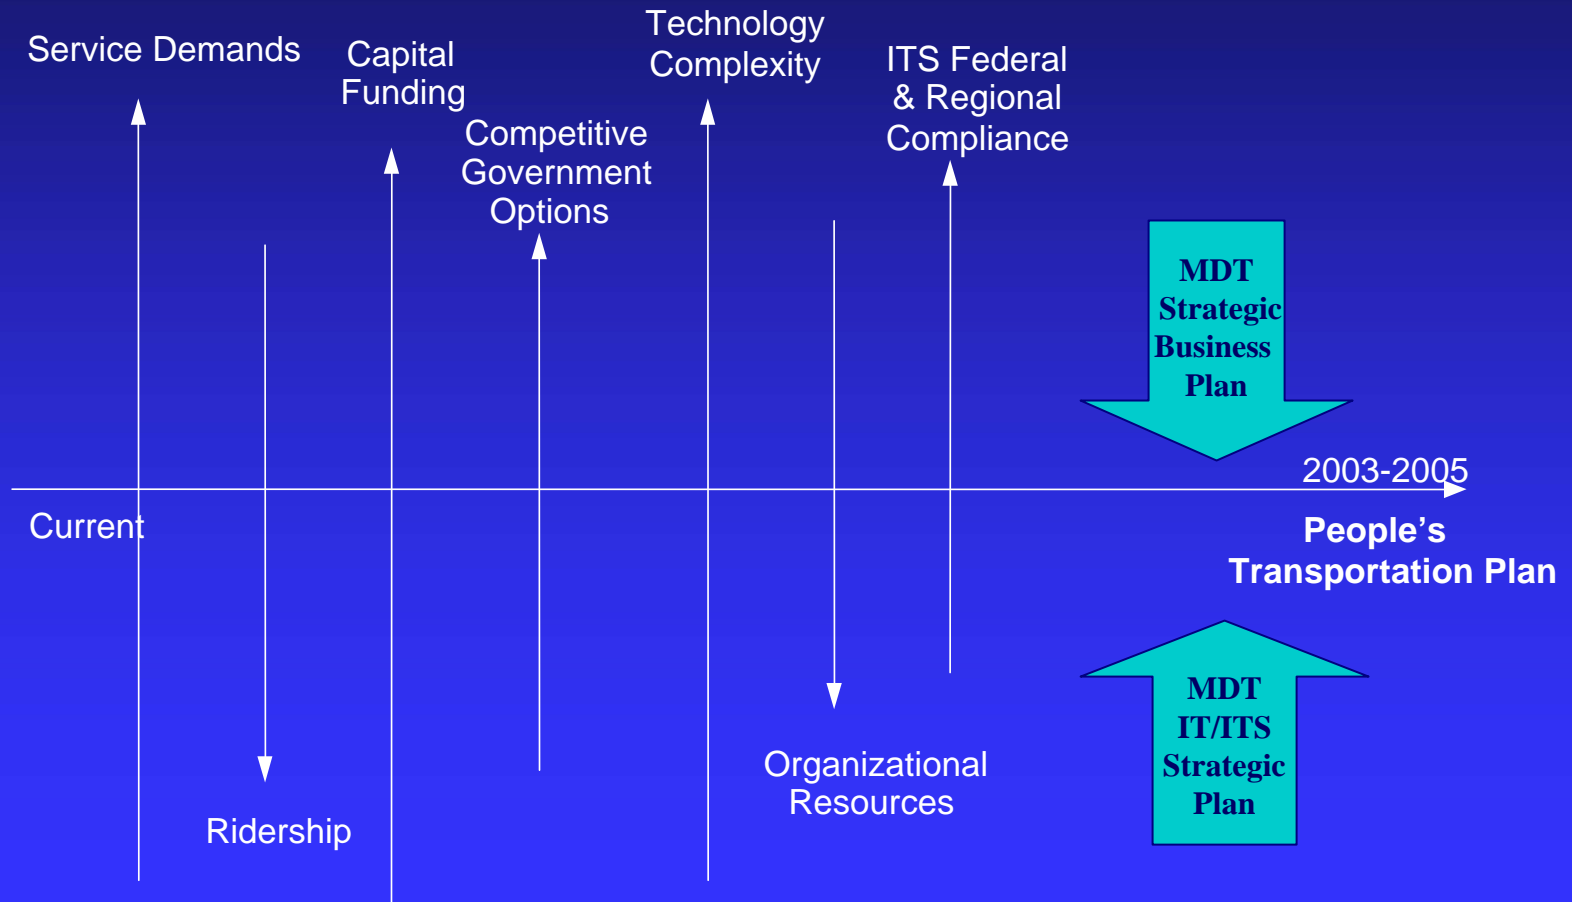 Service Demands
Capital
Funding
Competitive
Government
Options
Technology
Complexity
ITS Federal
& Regional
Compliance
MDT
Strategic
Business
Plan
2003-2005
Current
People’s
Transportation Plan
Ridership
Organizational
Resources
MDT
IT/ITS
Strategic
Plan